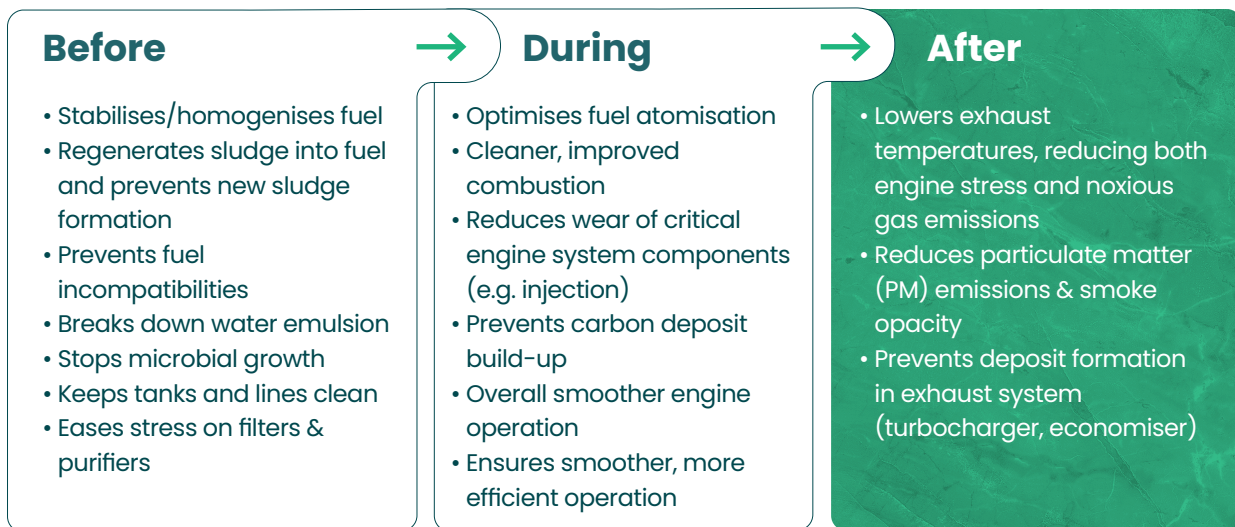 Before
• Stabilises/homogenises fuel
• Regenerates sludge into fuel
and prevents new sludge
formation
• Prevents fuel
incompatibilities
• Breaks down water emulsion
• Stops microbial growth
• Keeps tanks and lines clean
• Eases stress on filters &
purifiers
During
• Optimises fuel atomisation
• Cleaner, improved
combustion
• Reduces wear of critical
engine system components
(e.g. injection)
• Prevents carbon deposit
build-up
• Overall smoother engine
operation
• Ensures smoother, more
efficient operation
After
• Lowers exhaust
temperatures, reducing both
engine stress and noxious
gas emissions
• Reduces particulate matter
(PM) emissions & smoke
opacity
• Prevents deposit formation
in exhaust system
(turbocharger, economiser)